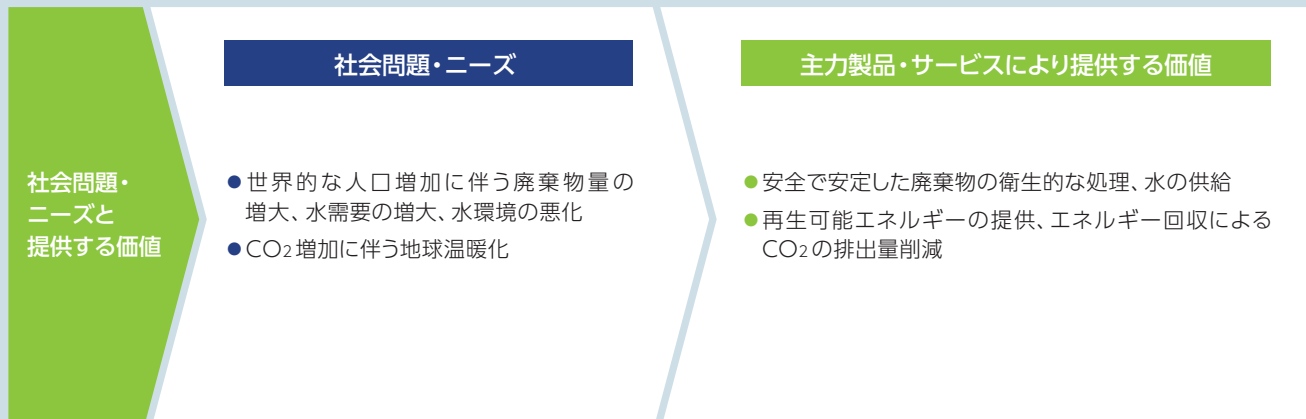 社会問題・
ニーズと
提供する価値
社会問題・ニーズ
●世界的な人口増加に伴う廃棄物量の
増大、水需要の増大、水環境の悪化
●CO2増加に伴う地球温暖化
主力製品・サービスにより提供する価値
●安全で安定した廃棄物の衛生的な処理、水の供給
●再生可能エネルギーの提供、エネルギー回収による
CO2の排出量削減